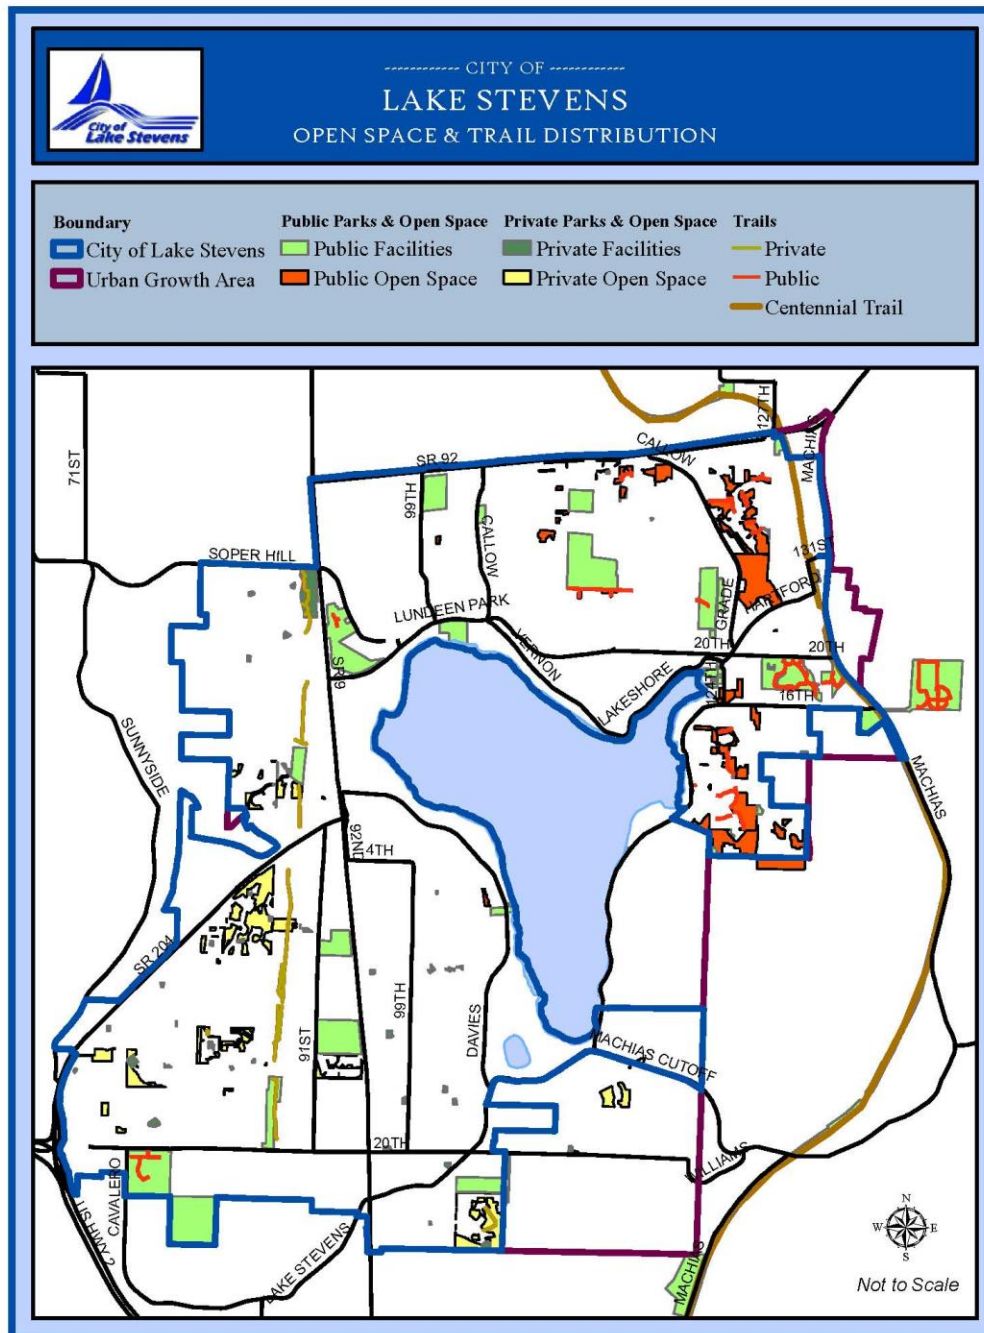 ------------ CITY OF ------------
LAKE STEVENS
OPEN SPACE & TRAIL DISTRIBUTION
City of
Lake Stevens
Boundary
City of Lake Stevens
Urban Growth Area
Public Parks & Open Space
Public Facilities
Public Open Space
Private Parks & Open Space
Private Facilities
Private Open Space
Trails
Private
Public
Centennial Trail
71ST
SR 92
CALLOW
127TH
MACHIAS
99TH
CALLOW
SOPER HILL
131ST
LUNDEEN PARK
GRADE
HARTFORD
VERNON
20TH
20TH
SR 9
LAKESHORE
124TH
16TH
SUNNYSIDE
MACHIAS
92ND
4TH
SR 204
99TH
91ST
DAVIES
MACHIAS CUTOFF
20TH
WILLIAMS
CAVALERO
US HWY 2
LAKE STEVENS
MACHIAS
N
W
E
S
Not to Scale